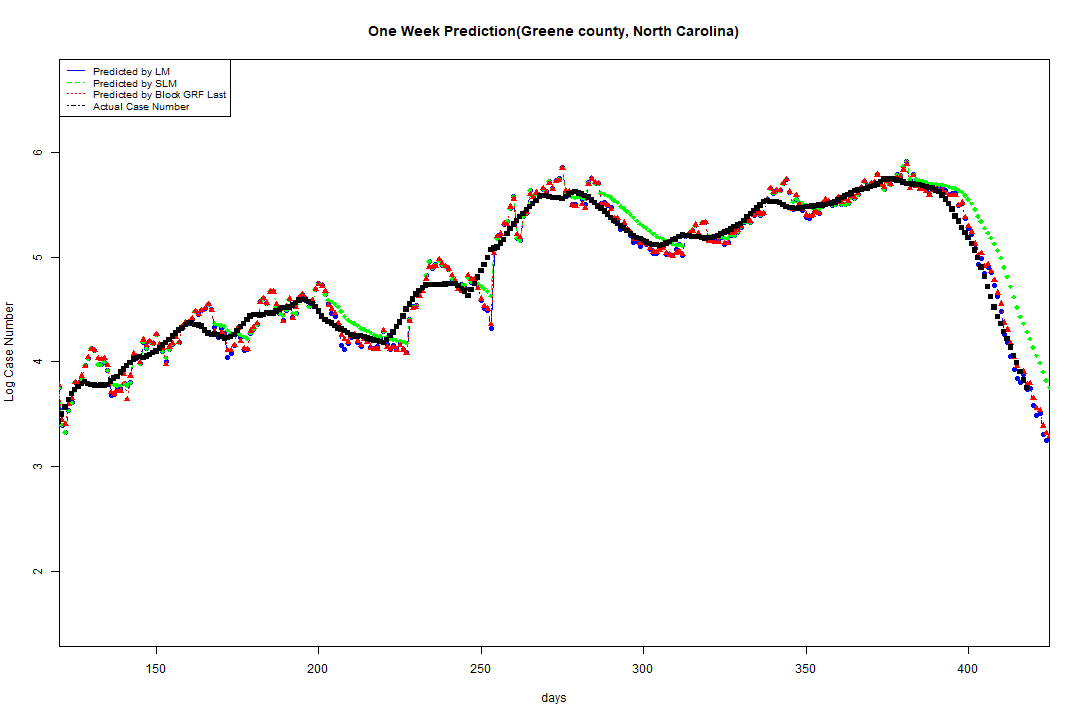 One Week Prediction(Greene county, North Carolina)
Predicted by LM
Predicted by SLM
Predicted by Block GRF Last
Actual Case Number
6
5
4
3
2
Log Case Number
150 200 250 300 350 400
days